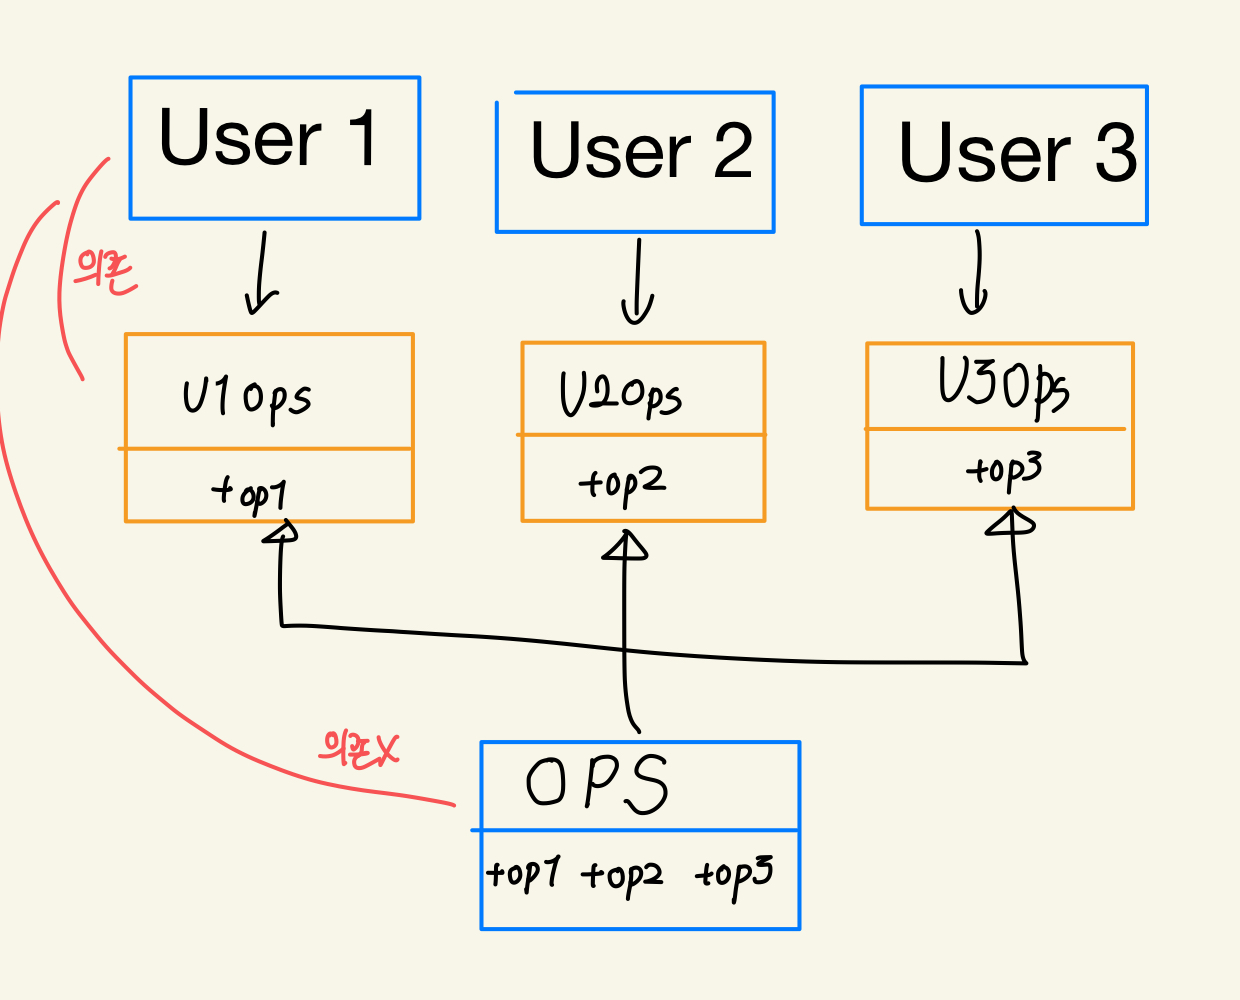 User 1
User 2
User 3
의존
U1ops
U2Ops
U3Ops
+op1
+op2
+op3
의존X
OPS
+op1 +op2 +op3